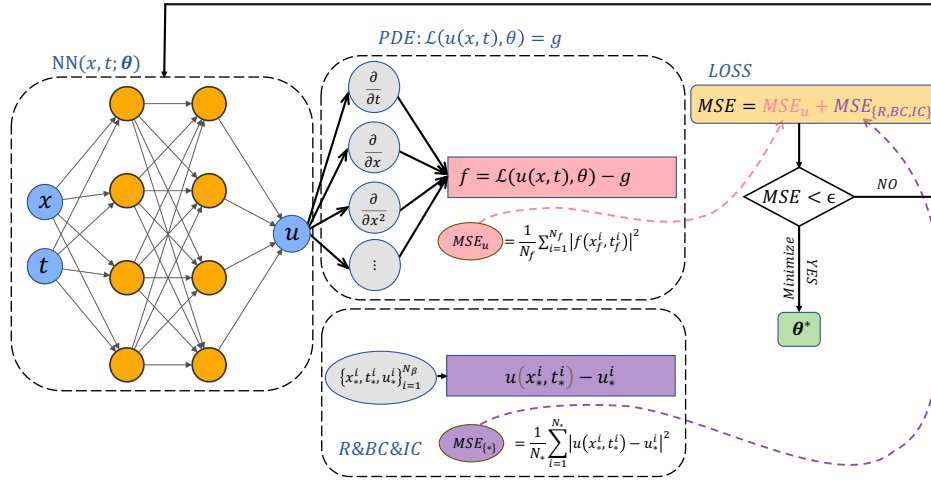 PDE: ℒ(u(x,t),θ) = g
NN(x,t;θ)
LOSS
MSE = MSE_u + MSE_{R,BC,IC}
∂/∂t
∂/∂x
∂/∂x²
⋮
x
t
u
f = ℒ(u(x,t),θ) − g
MSE_u = 1/N_f ∑_{i=1}^{N_f} |f(x_f^i, t_f^i)|²
MSE < ϵ
NO
Minimize
YES
θ*
{x_*^i, t_*^i, u_*^i}_{i=1}^{N_β}
u(x_*^i, t_*^i) − u_*^i
R&BC&IC
MSE_{*} = 1/N_* ∑_{i=1}^{N_*} |u(x_*^i, t_*^i) − u_*^i|²